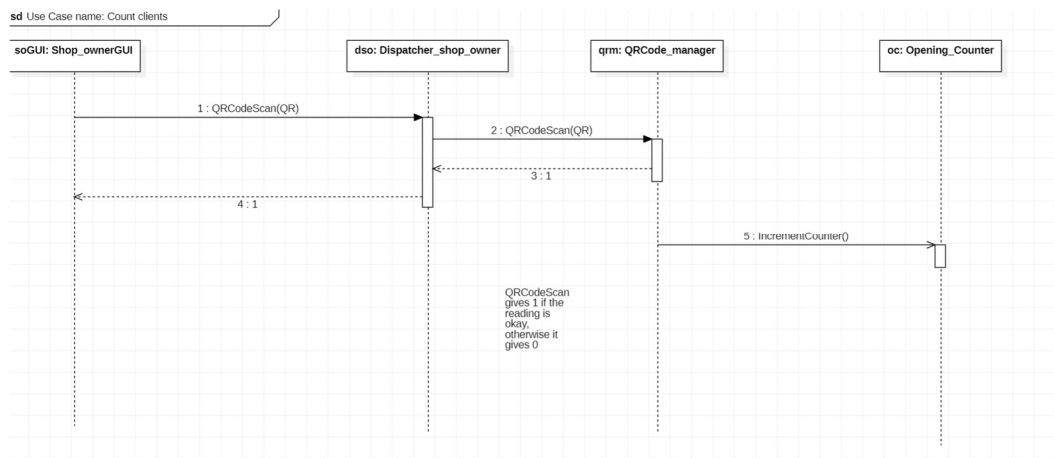 sd Use Case name: Count clients
soGUI: Shop_ownerGUI
dso: Dispatcher_shop_owner
qrm: QRCode_manager
oc: Opening_Counter
1 : QRCodeScan(QR)
2 : QRCodeScan(QR)
3 : 1
4 : 1
5 : IncrementCounter()
QRCodeScan
gives 1 if the
reading is
okay,
otherwise it
gives 0